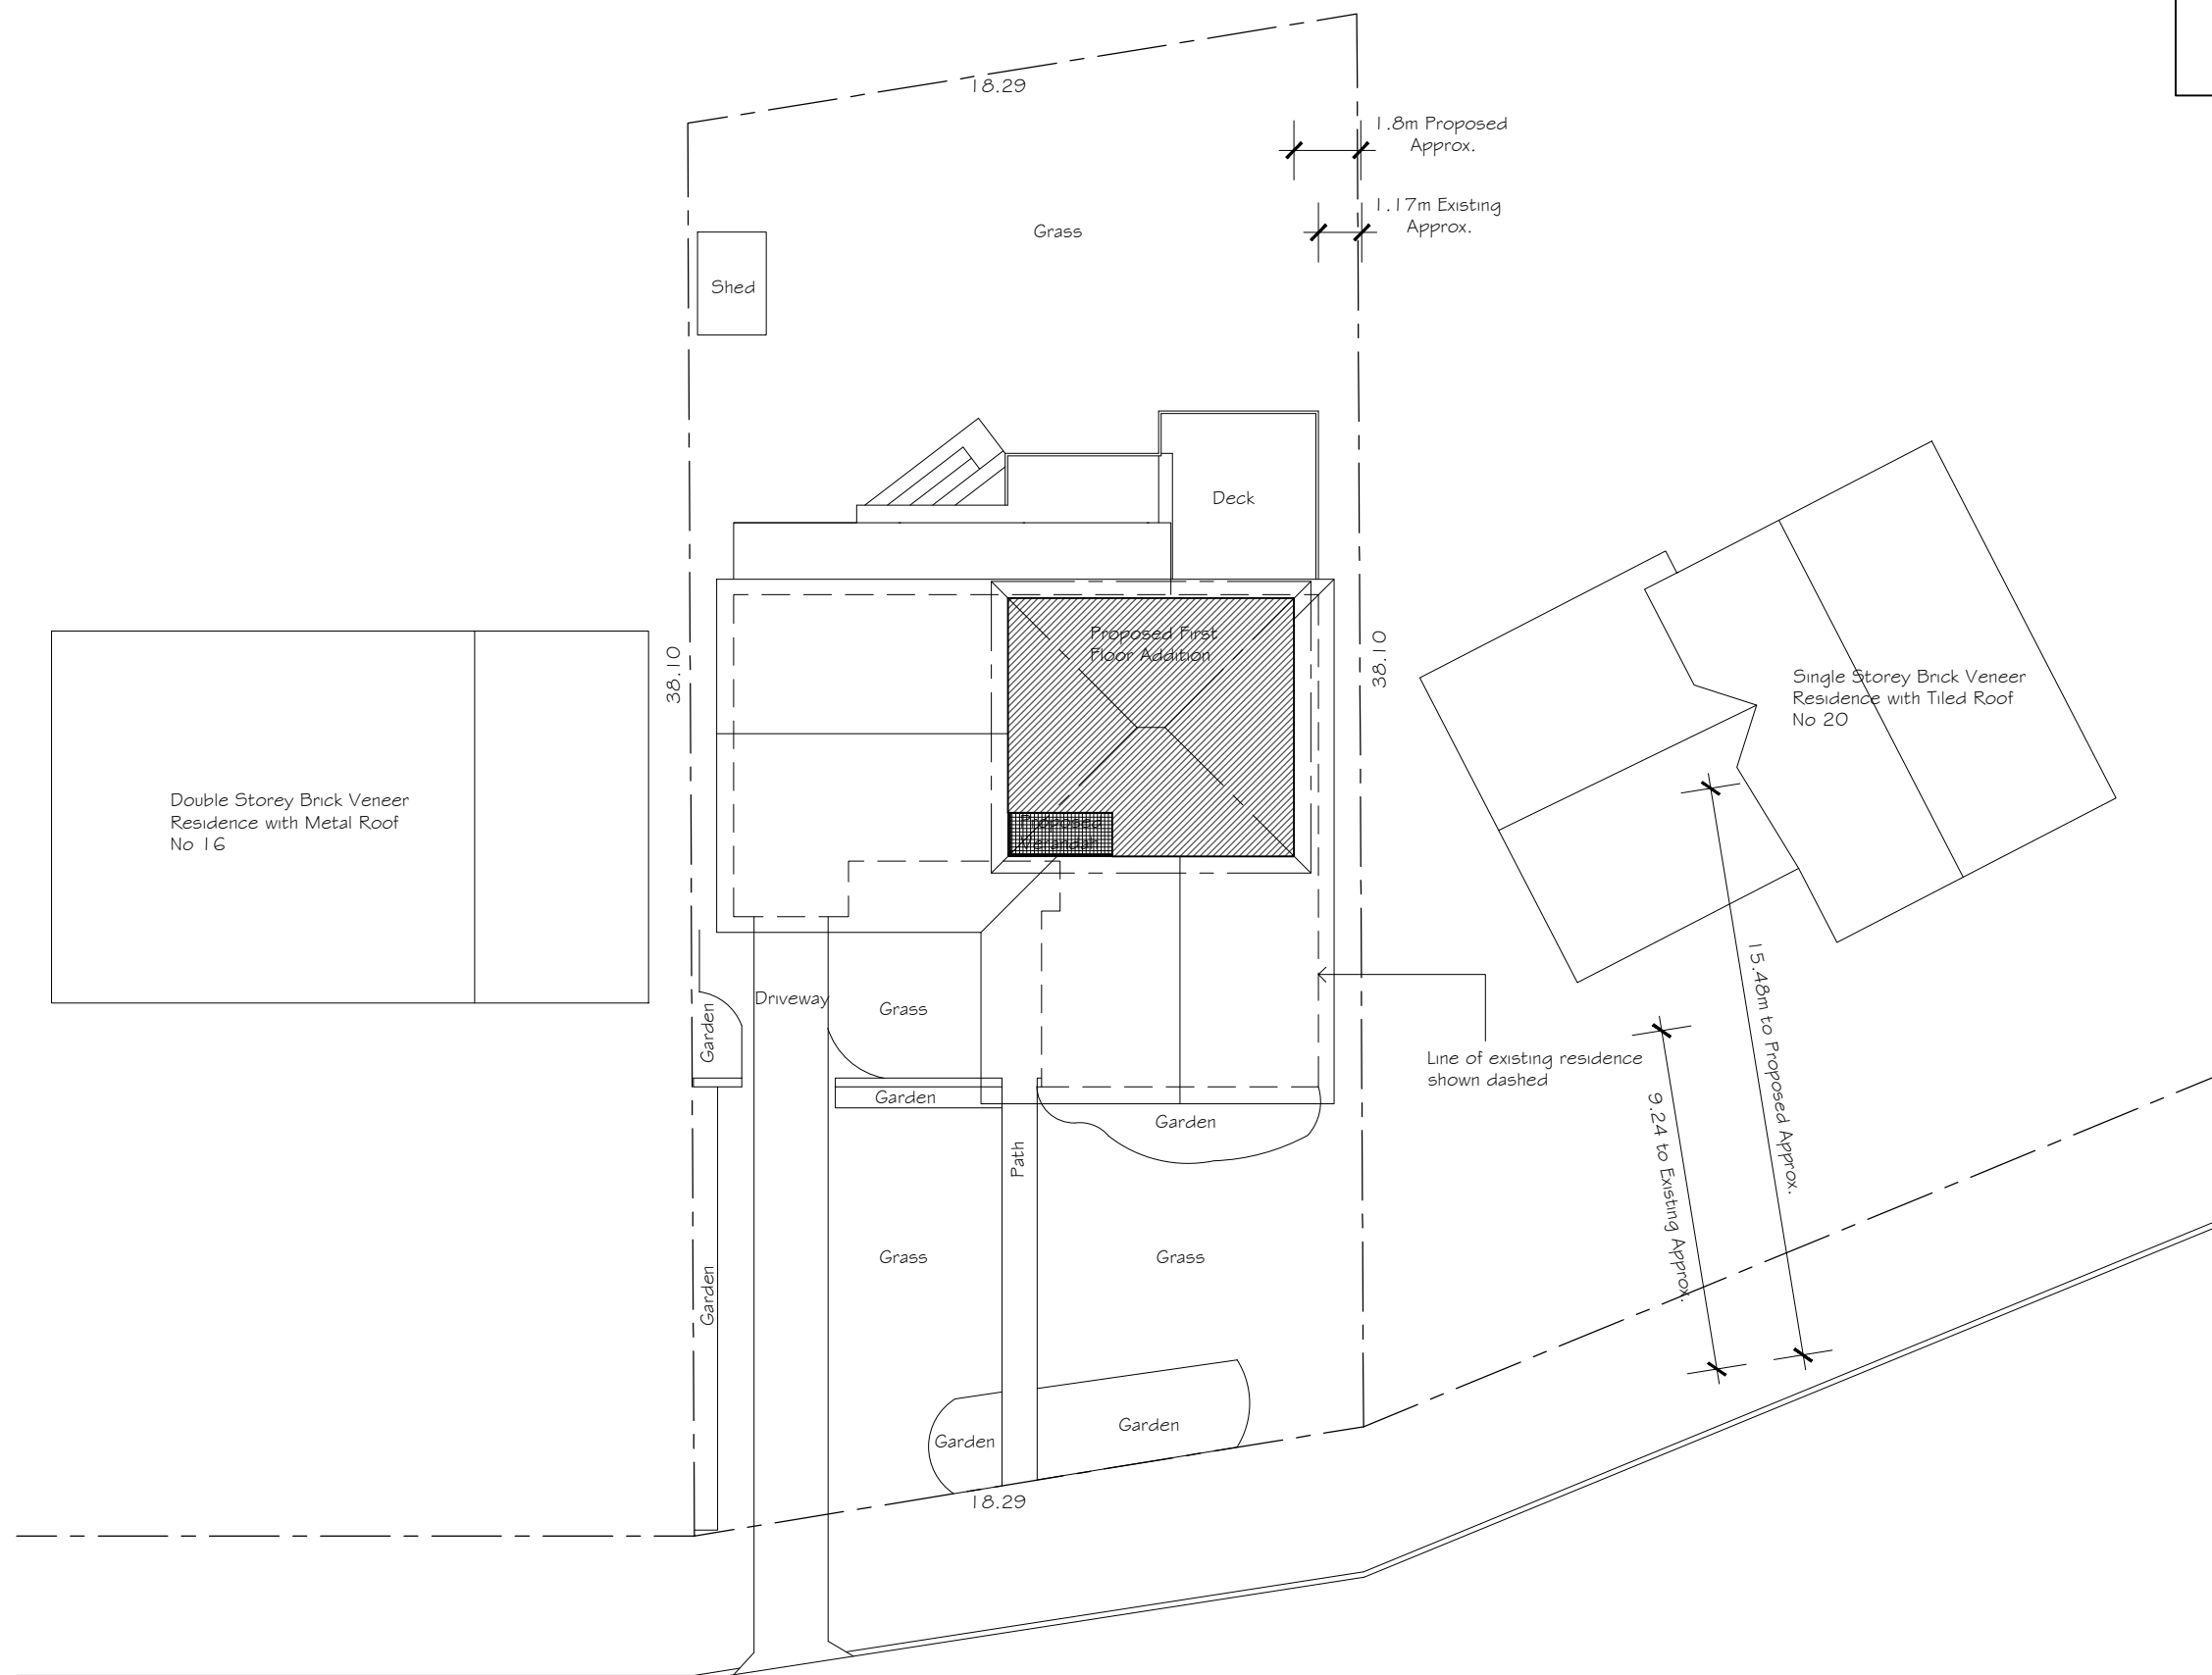 18.29
1.8m Proposed
Approx.
1.17m Existing
Approx.
Grass
Shed
Deck
38.10
Proposed First
Floor Addition
38.10
Single Storey Brick Veneer
Residence with Tiled Roof
No 20
Double Storey Brick Veneer
Residence with Metal Roof
No 16
Proposed
Verandah
Driveway
Grass
Garden
15.48m to Proposed Approx.
Line of existing residence
shown dashed
Garden
Garden
9.24 to Existing Approx.
Path
Grass
Grass
Garden
Garden
Garden
18.29